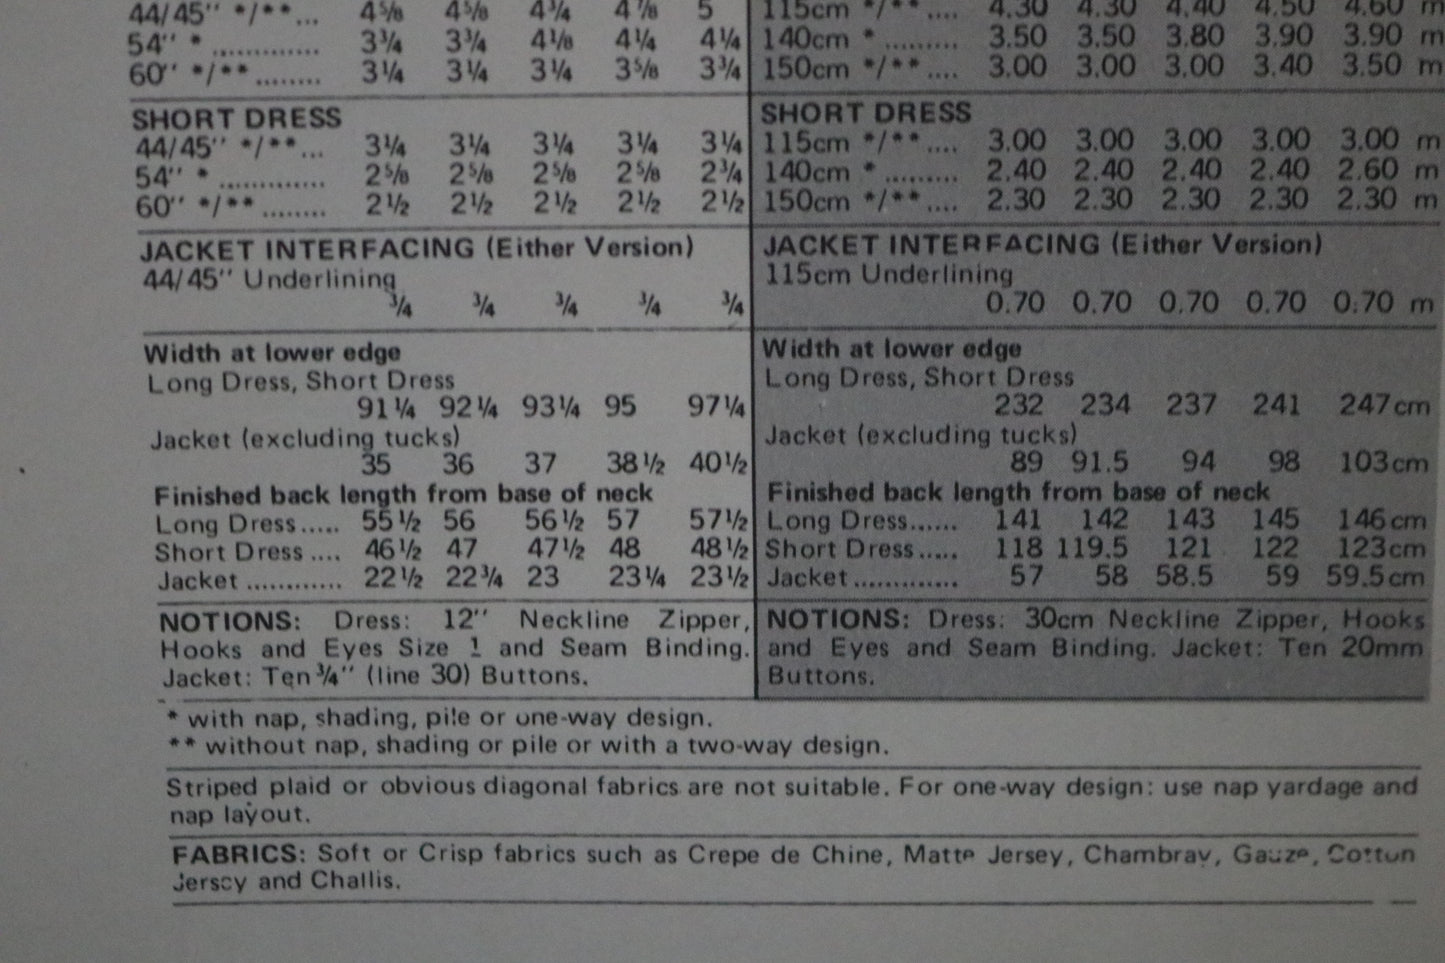 44/45" */**... 4⅝ 4⅝ 4¾ 4⅞ 5
54" * ............. 3¾ 3¾ 4⅛ 4¼ 4¼
60" */** ........ 3¼ 3¼ 3¼ 3⅝ 3¾
SHORT DRESS
44/45" */**... 3¼ 3¼ 3¼ 3¼ 3¼
54" * ............. 2⅝ 2⅝ 2⅝ 2⅝ 2¾
60" */** ........ 2½ 2½ 2½ 2½ 2½
JACKET INTERFACING (Either Version)
44/45" Underlining
¾ ¾ ¾ ¾ ¾
Width at lower edge
Long Dress, Short Dress
91¼ 92¼ 93¼ 95 97¼
Jacket (excluding tucks)
35 36 37 38½ 40½
Finished back length from base of neck
Long Dress ..... 55½ 56 56½ 57 57½
Short Dress .... 46½ 47 47½ 48 48½
Jacket ............ 22½ 22¾ 23 23¼ 23½
NOTIONS: Dress: 12" Neckline Zipper,
Hooks and Eyes Size 1 and Seam Binding.
Jacket: Ten ¾" (line 30) Buttons.
115cm */** .... 4.30 4.30 4.40 4.50 4.60 m
140cm * ......... 3.50 3.50 3.80 3.90 3.90 m
150cm */** .... 3.00 3.00 3.00 3.40 3.50 m
SHORT DRESS
115cm */** .... 3.00 3.00 3.00 3.00 3.00 m
140cm * ......... 2.40 2.40 2.40 2.40 2.60 m
150cm */** .... 2.30 2.30 2.30 2.30 2.30 m
JACKET INTERFACING (Either Version)
115cm Underlining
0.70 0.70 0.70 0.70 0.70 m
Width at lower edge
Long Dress, Short Dress
232 234 237 241 247cm
Jacket (excluding tucks)
89 91.5 94 98 103cm
Finished back length from base of neck
Long Dress...... 141 142 143 145 146cm
Short Dress..... 118 119.5 121 122 123cm
Jacket ............. 57 58 58.5 59 59.5cm
NOTIONS: Dress: 30cm Neckline Zipper, Hooks
and Eyes and Seam Binding. Jacket: Ten 20mm
Buttons.
* with nap, shading, pile or one-way design.
** without nap, shading or pile or with a two-way design.
Striped plaid or obvious diagonal fabrics are not suitable. For one-way design: use nap yardage and
nap layout.
FABRICS: Soft or Crisp fabrics such as Crepe de Chine, Matte Jersey, Chambray, Gauze, Cotton
Jersey and Challis.